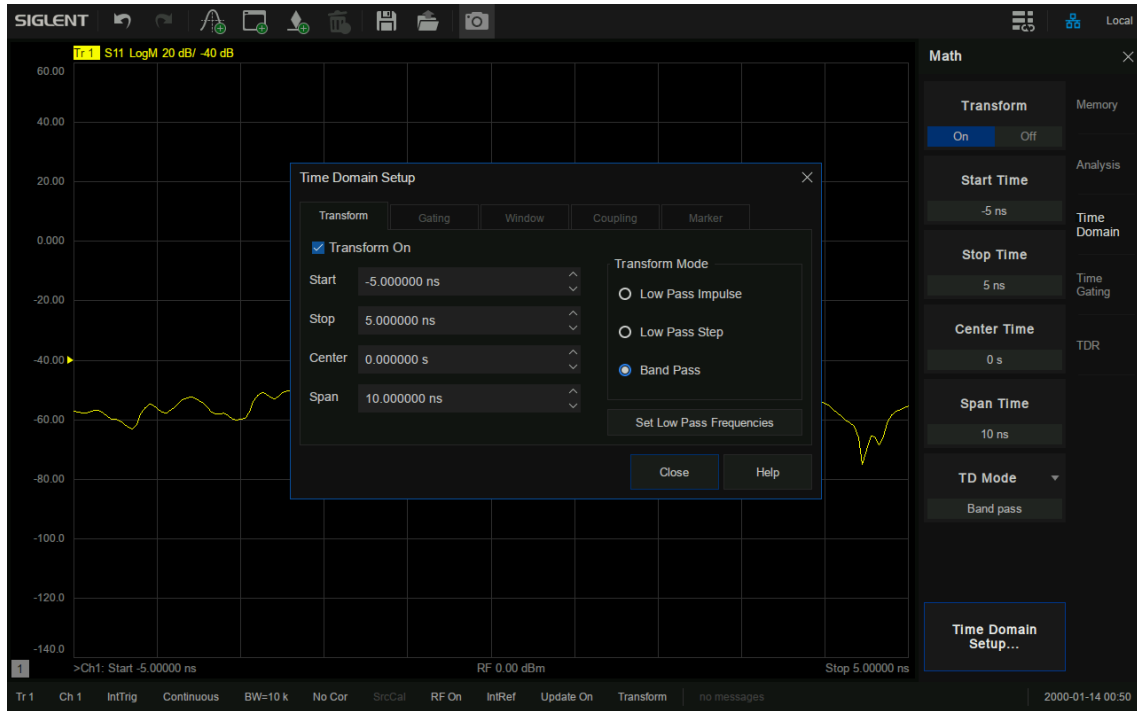 SIGLENT
Local
Tr 1 S11 LogM 20 dB/ -40 dB
60.00
40.00
20.00
0.000
-20.00
-40.00
-60.00
-80.00
-100.0
-120.0
-140.0
1
>Ch1: Start -5.00000 ns
RF 0.00 dBm
Stop 5.00000 ns
Time Domain Setup
Transform
Gating
Window
Coupling
Marker
Transform On
Start
-5.000000 ns
Stop
5.000000 ns
Center
0.000000 s
Span
10.000000 ns
Transform Mode
Low Pass Impulse
Low Pass Step
Band Pass
Set Low Pass Frequencies
Close
Help
Math
Transform
On
Off
Start Time
-5 ns
Stop Time
5 ns
Center Time
0 s
Span Time
10 ns
TD Mode
Band pass
Time Domain
Setup...
Memory
Analysis
Time
Domain
Time
Gating
TDR
Tr 1
Ch 1
IntTrig
Continuous
BW=10 k
No Cor
SrcCal
RF On
IntRef
Update On
Transform
no messages
2000-01-14 00:50